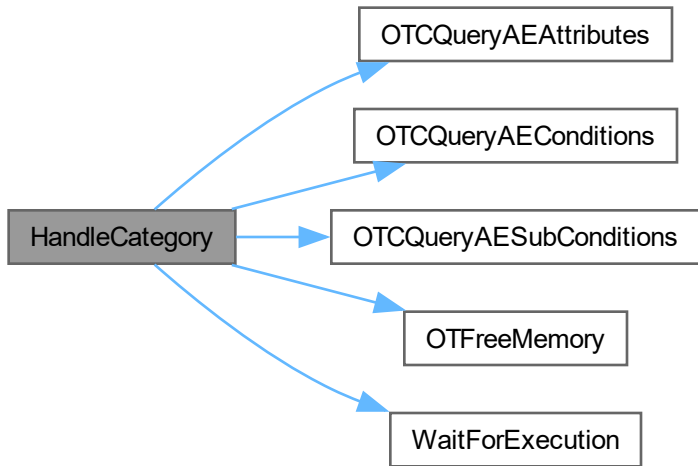 OTCQueryAEAttributes
OTCQueryAEConditions
HandleCategory
OTCQueryAESubConditions
OTFreeMemory
WaitForExecution